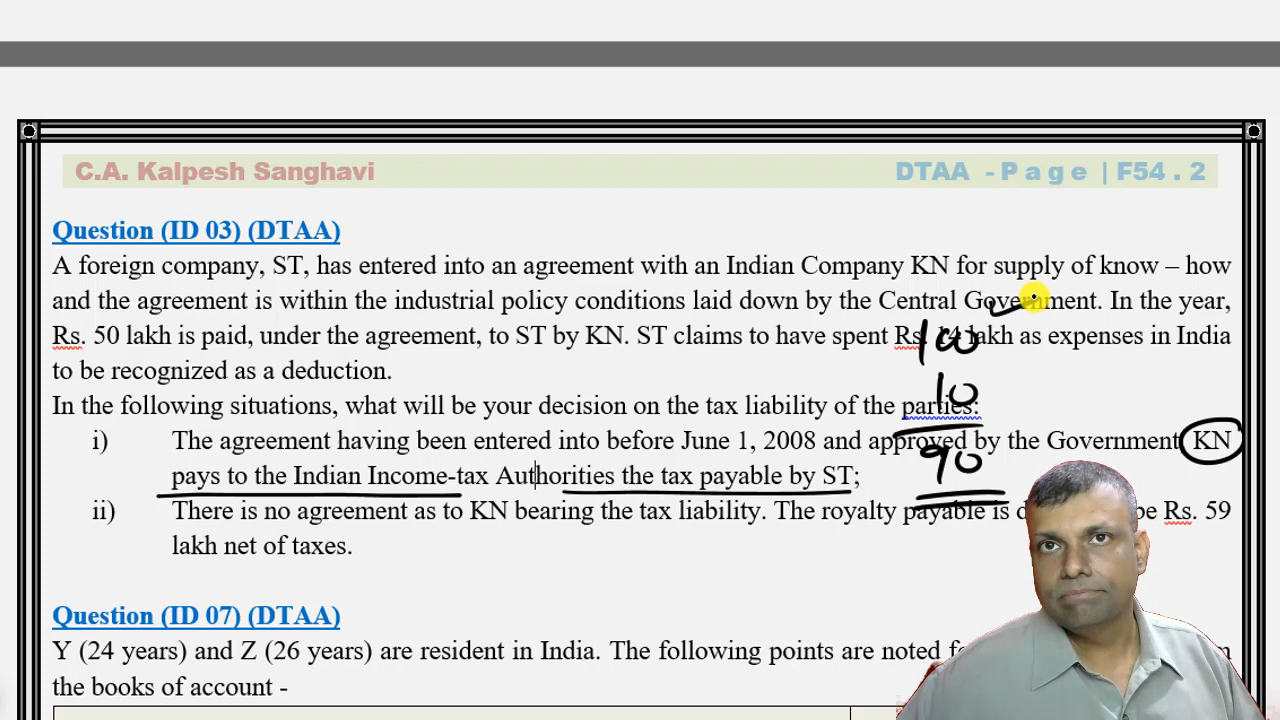 C.A. Kalpesh Sanghavi
DTAA - P a g e | F54 . 2
Question (ID 03) (DTAA)
A foreign company, ST, has entered into an agreement with an Indian Company KN for supply of know – how
and the agreement is within the industrial policy conditions laid down by the Central Government. In the year,
Rs. 50 lakh is paid, under the agreement, to ST by KN. ST claims to have spent Rs. 14 lakh as expenses in India
100
to be recognized as a deduction.
10
In the following situations, what will be your decision on the tax liability of the parties:
i) The agreement having been entered into before June 1, 2008 and approved by the Government KN
90
pays to the Indian Income-tax Authorities the tax payable by ST;
ii) There is no agreement as to KN bearing the tax liability. The royalty payable is be Rs. 59
lakh net of taxes.
Question (ID 07) (DTAA)
Y (24 years) and Z (26 years) are resident in India. The following points are noted
the books of account -